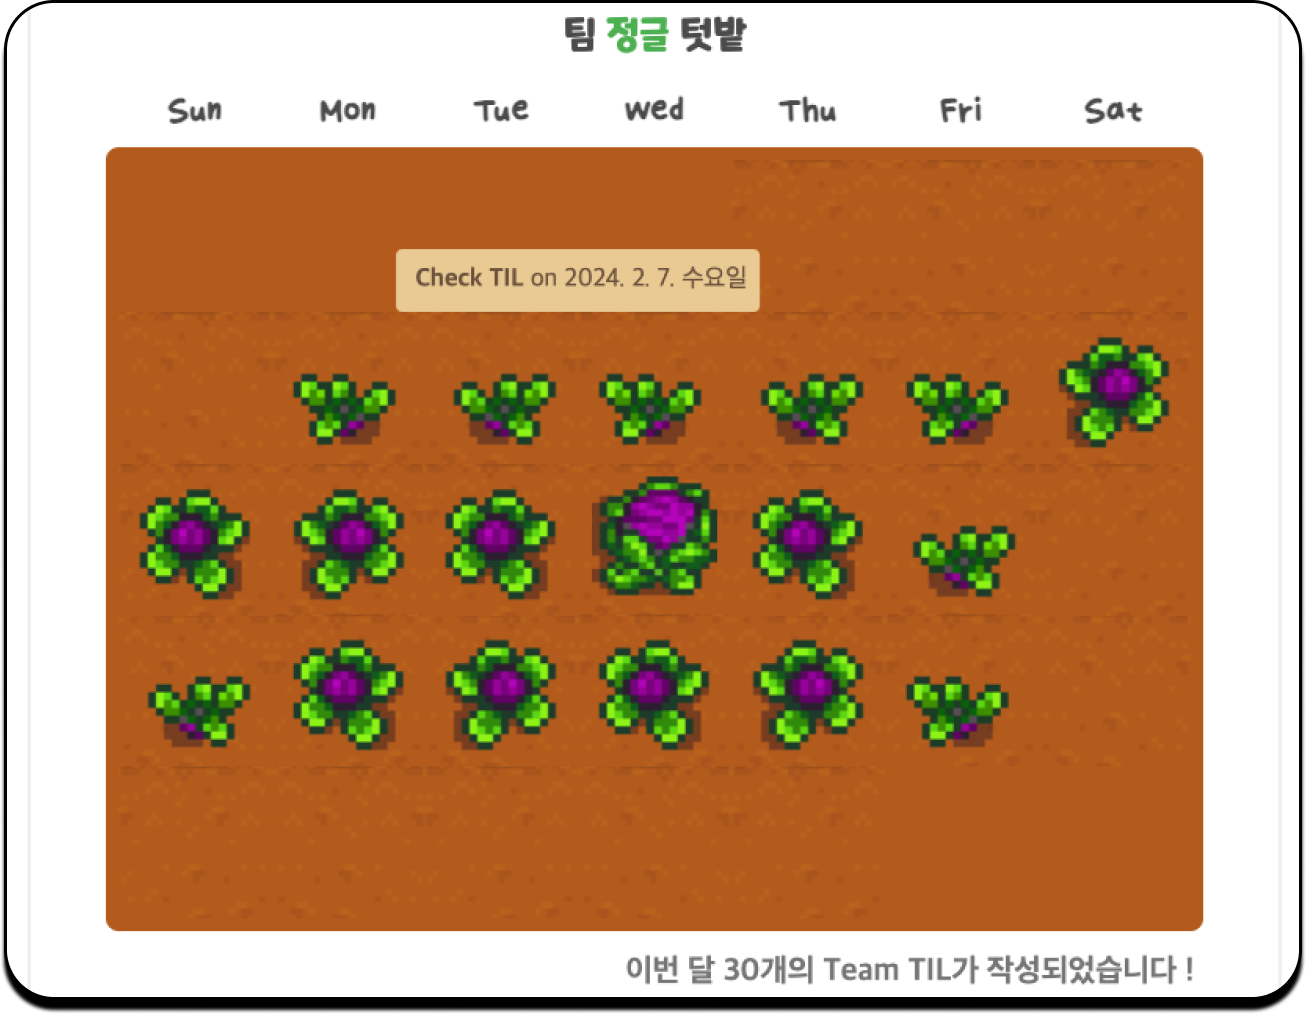 팀 정글 텃밭
Sun Mon Tue Wed Thu Fri Sat
Check TIL on 2024. 2. 7. 수요일
이번 달 30개의 Team TIL가 작성되었습니다 !